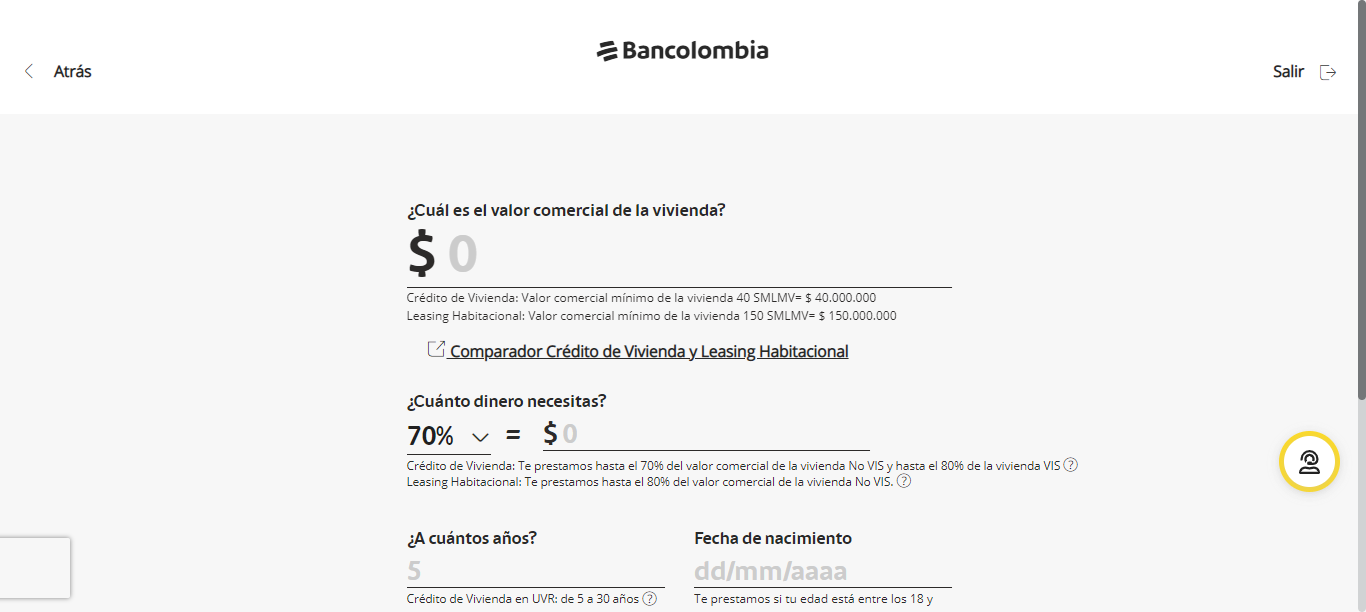 Bancolombia
Atrás
Salir
¿Cuál es el valor comercial de la vivienda?
$ 0
Crédito de Vivienda: Valor comercial mínimo de la vivienda 40 SMLMV= $ 40.000.000
Leasing Habitacional: Valor comercial mínimo de la vivienda 150 SMLMV= $ 150.000.000
Comparador Crédito de Vivienda y Leasing Habitacional
¿Cuánto dinero necesitas?
70% = $ 0
Crédito de Vivienda: Te prestamos hasta el 70% del valor comercial de la vivienda No VIS y hasta el 80% de la vivienda VIS ?
Leasing Habitacional: Te prestamos hasta el 80% del valor comercial de la vivienda No VIS. ?
¿A cuántos años? Fecha de nacimiento
5 dd/mm/aaaa
Crédito de Vivienda en UVR: de 5 a 30 años ? Te prestamos si tu edad está entre los 18 y